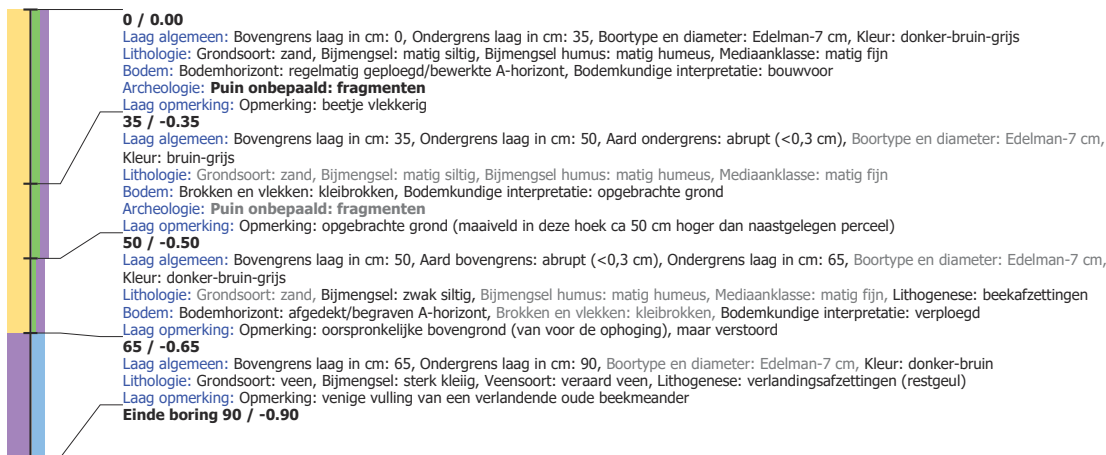 0 / 0.00
Laag algemeen: Bovengrens laag in cm: 0, Ondergrens laag in cm: 35, Boortype en diameter: Edelman-7 cm, Kleur: donker-bruin-grijs
Lithologie: Grondsoort: zand, Bijmengsel: matig siltig, Bijmengsel humus: matig humeus, Mediaanklasse: matig fijn
Bodem: Bodemhorizont: regelmatig geploegd/bewerkte A-horizont, Bodemkundige interpretatie: bouwvoor
Archeologie: Puin onbepaald: fragmenten
Laag opmerking: Opmerking: beetje vlekkerig
35 / -0.35
Laag algemeen: Bovengrens laag in cm: 35, Ondergrens laag in cm: 50, Aard ondergrens: abrupt (<0,3 cm), Boortype en diameter: Edelman-7 cm,
Kleur: bruin-grijs
Lithologie: Grondsoort: zand, Bijmengsel: matig siltig, Bijmengsel humus: matig humeus, Mediaanklasse: matig fijn
Bodem: Brokken en vlekken: kleibrokken, Bodemkundige interpretatie: opgebrachte grond
Archeologie: Puin onbepaald: fragmenten
Laag opmerking: Opmerking: opgebrachte grond (maaiveld in deze hoek ca 50 cm hoger dan naastgelegen perceel)
50 / -0.50
Laag algemeen: Bovengrens laag in cm: 50, Aard bovengrens: abrupt (<0,3 cm), Ondergrens laag in cm: 65, Boortype en diameter: Edelman-7 cm,
Kleur: donker-bruin-grijs
Lithologie: Grondsoort: zand, Bijmengsel: zwak siltig, Bijmengsel humus: matig humeus, Mediaanklasse: matig fijn, Lithogenese: beekafzettingen
Bodem: Bodemhorizont: afgedekt/begraven A-horizont, Brokken en vlekken: kleibrokken, Bodemkundige interpretatie: verploegd
Laag opmerking: Opmerking: oorspronkelijke bovengrond (van voor de ophoging), maar verstoord
65 / -0.65
Laag algemeen: Bovengrens laag in cm: 65, Ondergrens laag in cm: 90, Boortype en diameter: Edelman-7 cm, Kleur: donker-bruin
Lithologie: Grondsoort: veen, Bijmengsel: sterk kleiig, Veensoort: veraard veen, Lithogenese: verlandingsafzettingen (restgeul)
Laag opmerking: Opmerking: venige vulling van een verlandende oude beekmeander
Einde boring 90 / -0.90